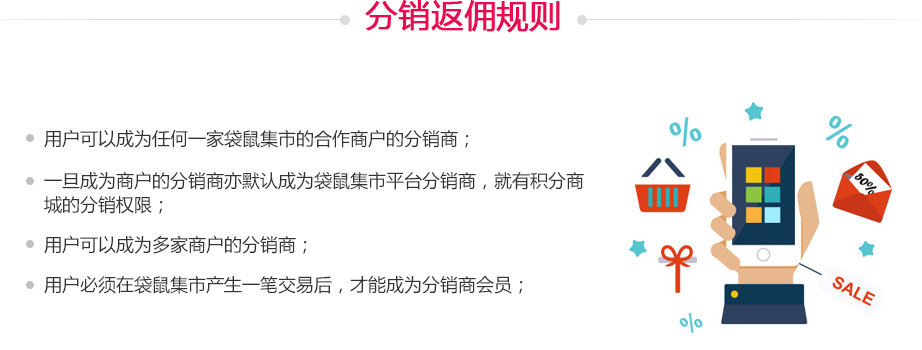 分销返佣规则
用户可以成为任何一家袋鼠集市的合作商户的分销商；
一旦成为商户的分销商亦默认成为袋鼠集市平台分销商，就有积分商
城的分销权限；
用户可以成为多家商户的分销商；
用户必须在袋鼠集市产生一笔交易后，才能成为分销商会员；
%
%
50%
SALE
%